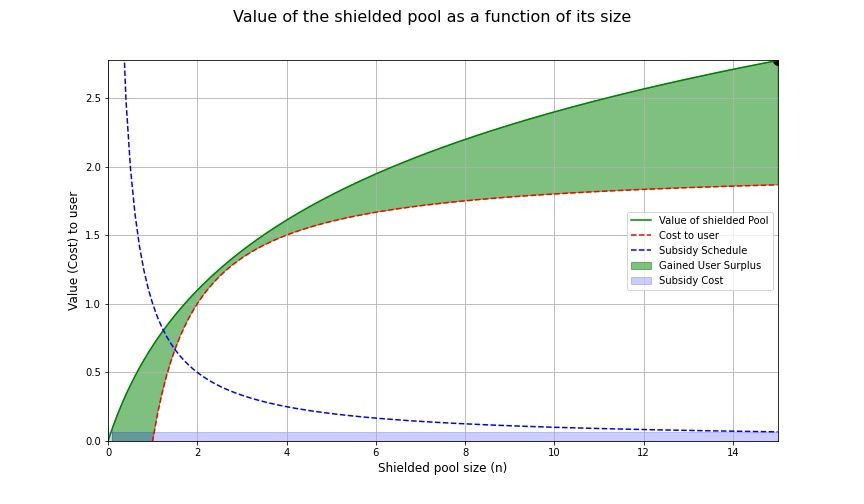 Value of the shielded pool as a function of its size
Value (Cost) to user
2.5
2.0
1.5
1.0
0.5
0.0
Value of shielded Pool
Cost to user
Subsidy Schedule
Gained User Surplus
Subsidy Cost
0 2 4 6 8 10 12 14
Shielded pool size (n)